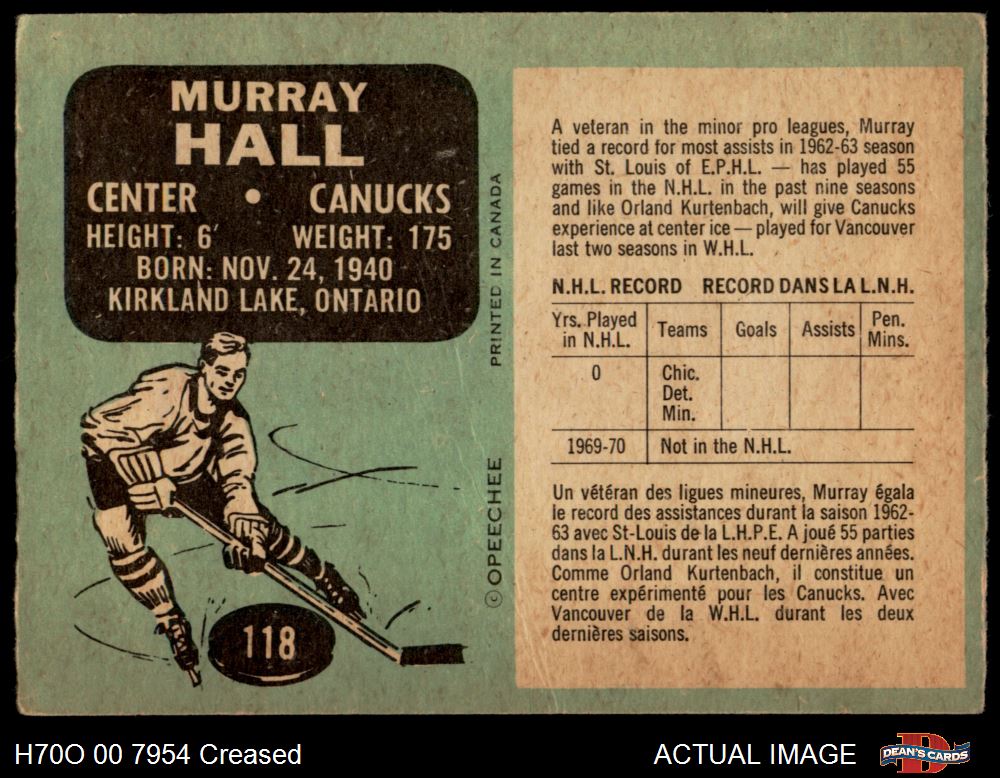 MURRAY
HALL
CENTER • CANUCKS
HEIGHT: 6' WEIGHT: 175
BORN: NOV. 24, 1940
KIRKLAND LAKE, ONTARIO
118
PRINTED IN CANADA
© OPEECHEE
A veteran in the minor pro leagues, Murray
tied a record for most assists in 1962-63 season
with St. Louis of E.P.H.L. — has played 55
games in the N.H.L. in the past nine seasons
and like Orland Kurtenbach, will give Canucks
experience at center ice — played for Vancouver
last two seasons in W.H.L.
N.H.L. RECORD RECORD DANS LA L.N.H.
Yrs. Played in N.H.L. Teams Goals Assists Pen. Mins.
0 Chic.
Det.
Min.
1969-70 Not in the N.H.L.
Un vétéran des ligues mineures, Murray égala
le record des assistances durant la saison 1962-
63 avec St-Louis de la L.H.P.E. A joué 55 parties
dans la L.N.H. durant les neuf dernières années.
Comme Orland Kurtenbach, il constitue un
centre expérimenté pour les Canucks. Avec
Vancouver de la W.H.L. durant les deux
dernières saisons.
H70O 00 7954 Creased
ACTUAL IMAGE
DEAN'S CARDS